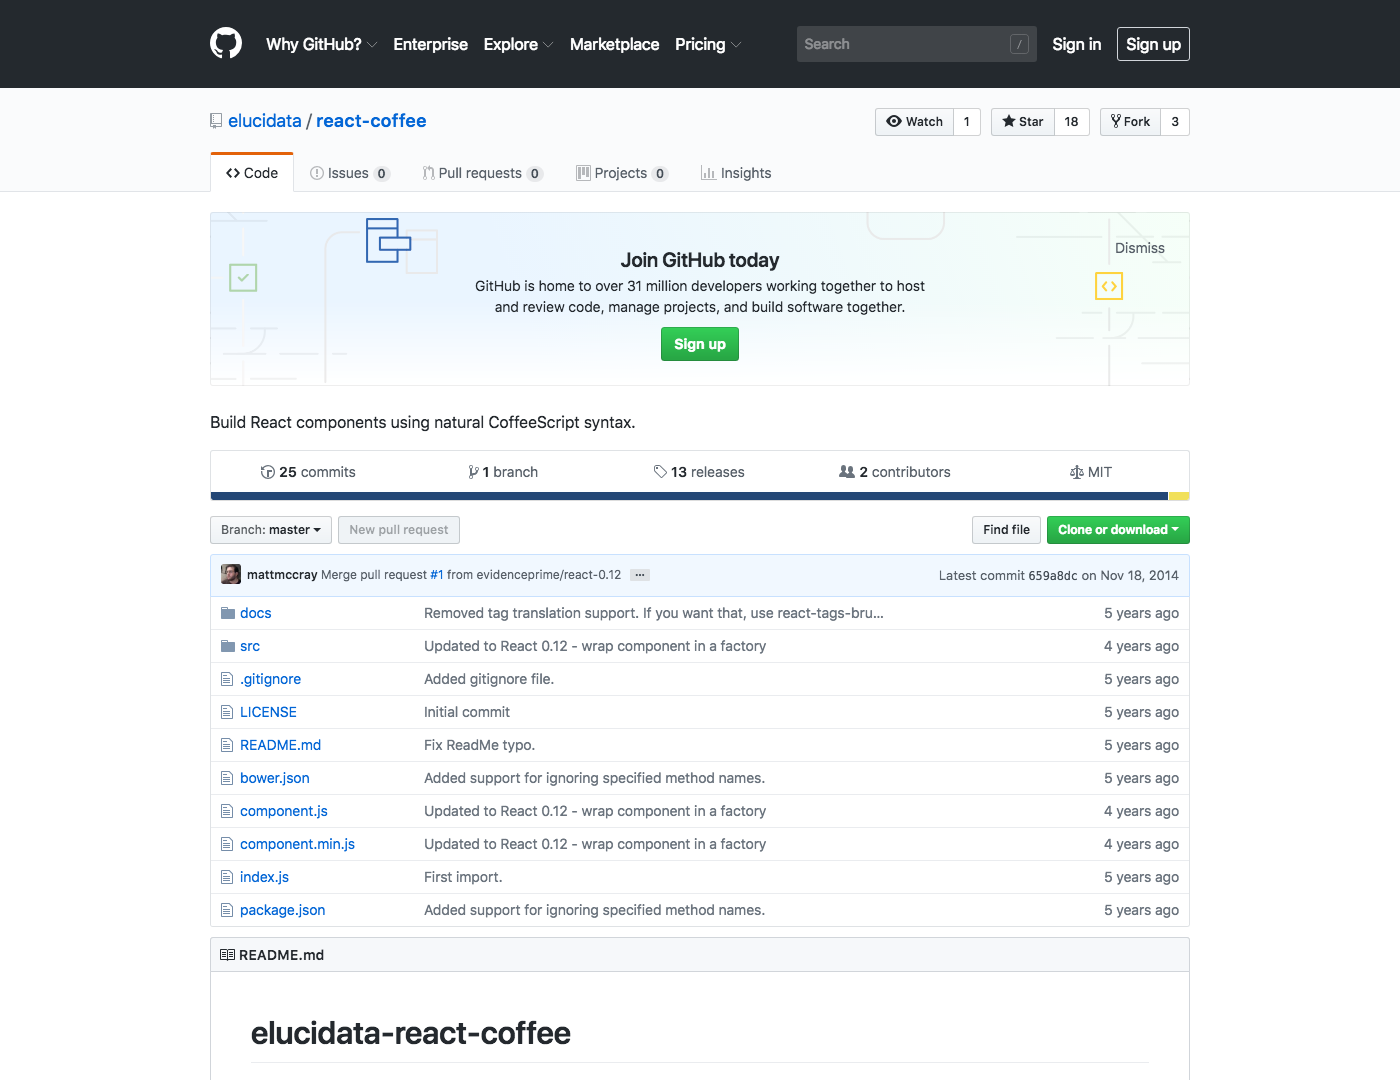 Why GitHub? Enterprise Explore Marketplace Pricing Search / Sign in Sign up
elucidata / react-coffee Watch 1 Star 18 Fork 3
Code Issues 0 Pull requests 0 Projects 0 Insights
Dismiss
Join GitHub today
GitHub is home to over 31 million developers working together to host
and review code, manage projects, and build software together.
Sign up
Build React components using natural CoffeeScript syntax.
25 commits 1 branch 13 releases 2 contributors MIT
Branch: master New pull request Find file Clone or download
mattmccray Merge pull request #1 from evidenceprime/react-0.12 … Latest commit 659a8dc on Nov 18, 2014
docs Removed tag translation support. If you want that, use react-tags-bru… 5 years ago
src Updated to React 0.12 - wrap component in a factory 4 years ago
.gitignore Added gitignore file. 5 years ago
LICENSE Initial commit 5 years ago
README.md Fix ReadMe typo. 5 years ago
bower.json Added support for ignoring specified method names. 5 years ago
component.js Updated to React 0.12 - wrap component in a factory 4 years ago
component.min.js Updated to React 0.12 - wrap component in a factory 4 years ago
index.js First import. 5 years ago
package.json Added support for ignoring specified method names. 5 years ago
README.md
elucidata-react-coffee